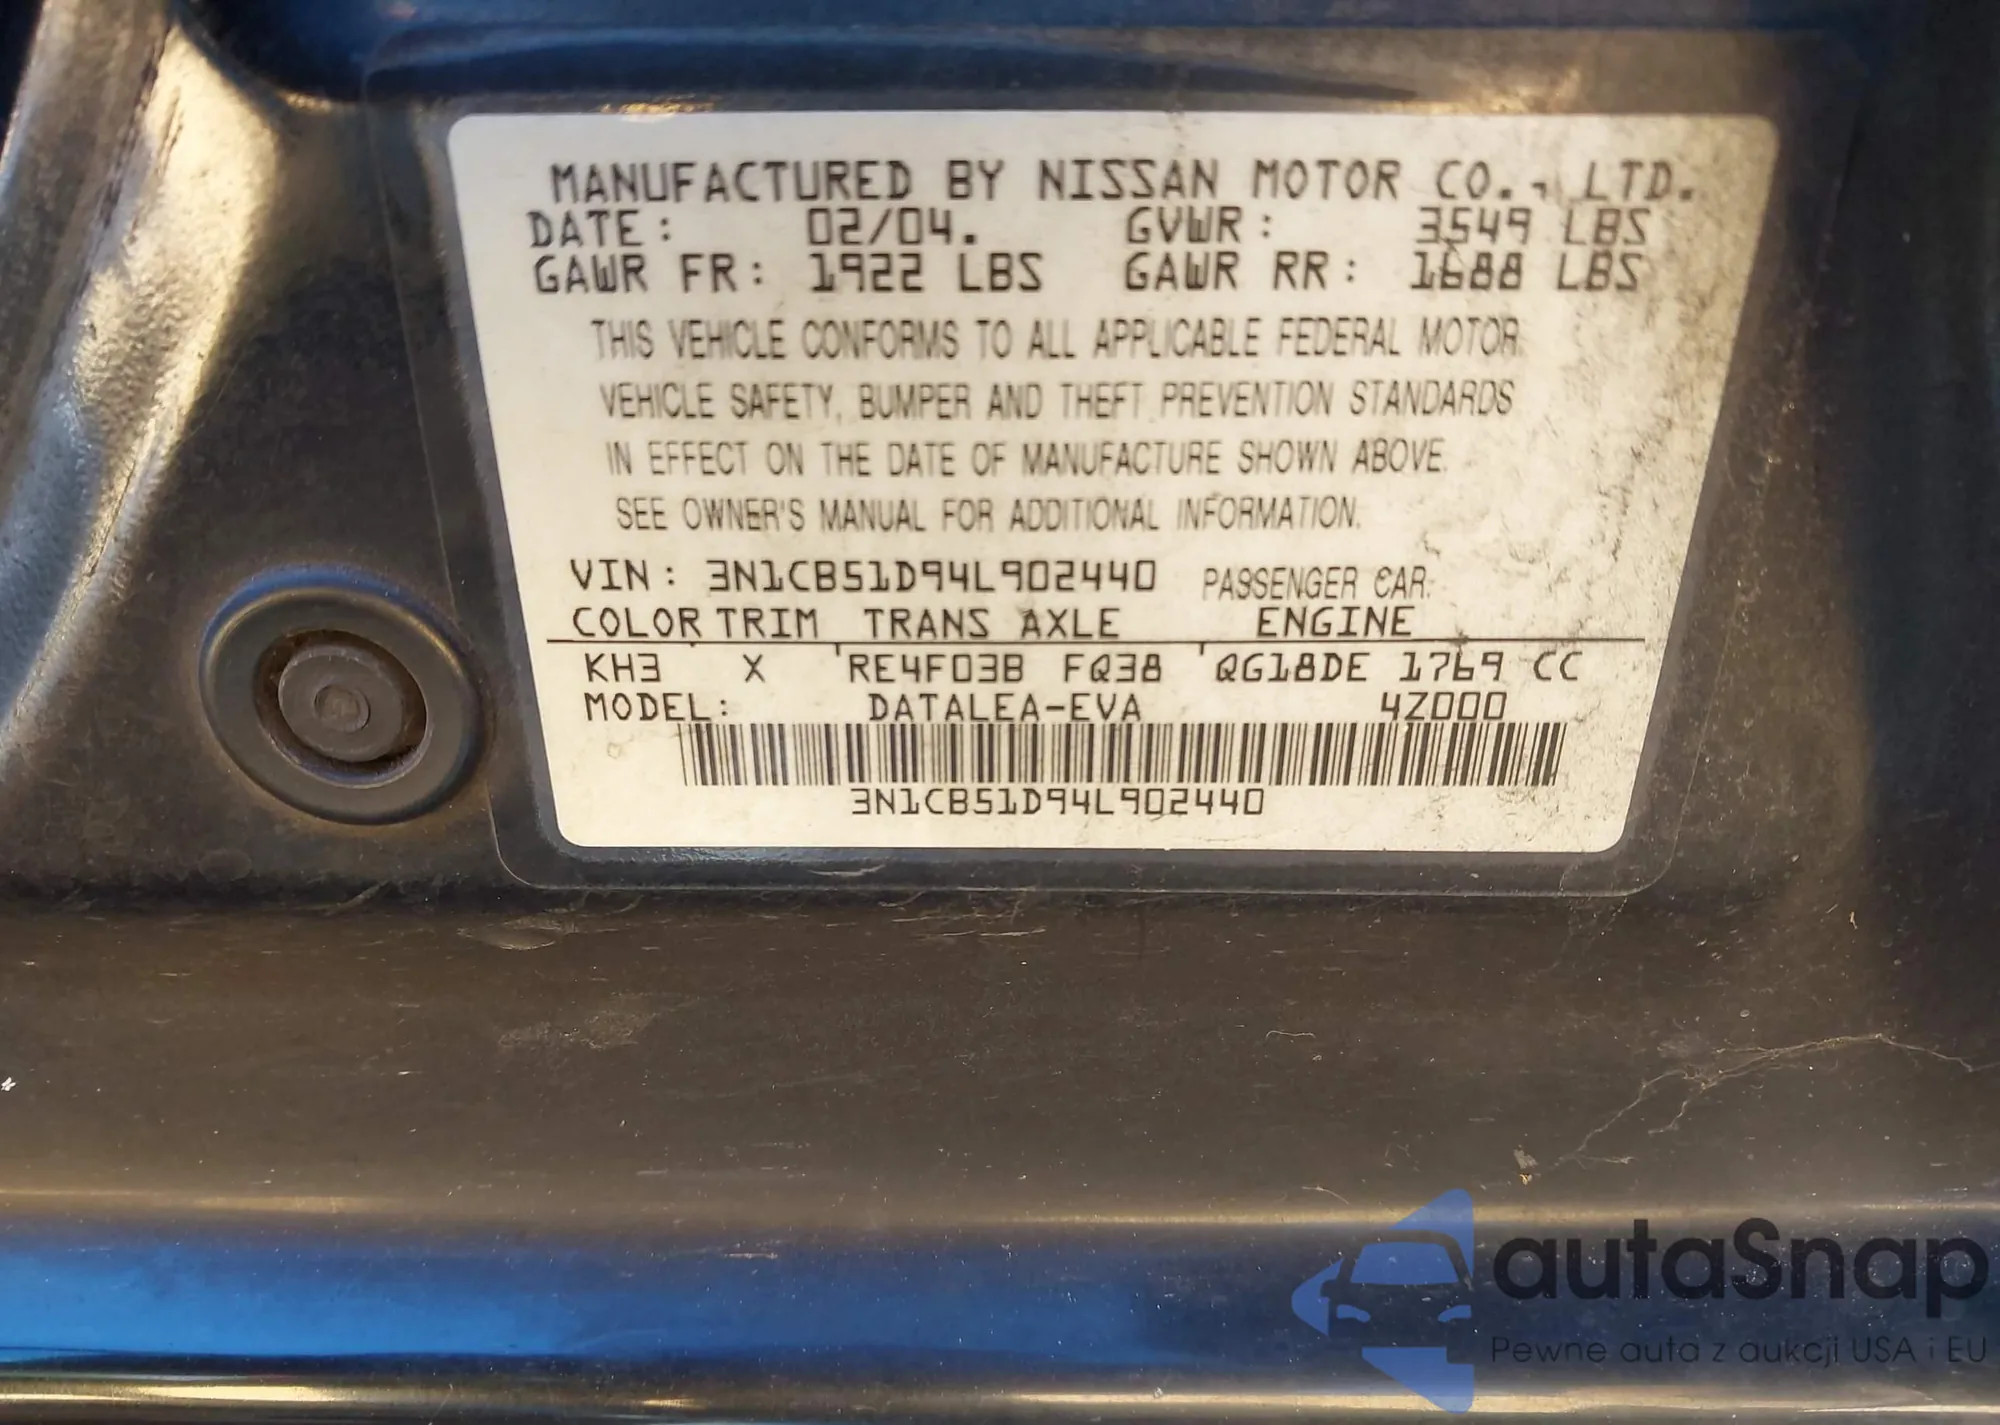 MANUFACTURED BY NISSAN MOTOR CO., LTD.
DATE: 02/04. GVWR: 3549 LBS
GAWR FR: 1922 LBS GAWR RR: 1688 LBS
THIS VEHICLE CONFORMS TO ALL APPLICABLE FEDERAL MOTOR
VEHICLE SAFETY, BUMPER AND THEFT PREVENTION STANDARDS
IN EFFECT ON THE DATE OF MANUFACTURE SHOWN ABOVE.
SEE OWNER'S MANUAL FOR ADDITIONAL INFORMATION.
VIN: 3N1CB51D94L902440 PASSENGER CAR.
COLOR TRIM TRANS AXLE ENGINE
KH3 X RE4F03B FQ38 QG18DE 1769 CC
MODEL: DATALEA-EVA 4Z000
3N1CB51D94L902440
autaSnap
Pewne auta z aukcji USA i EU